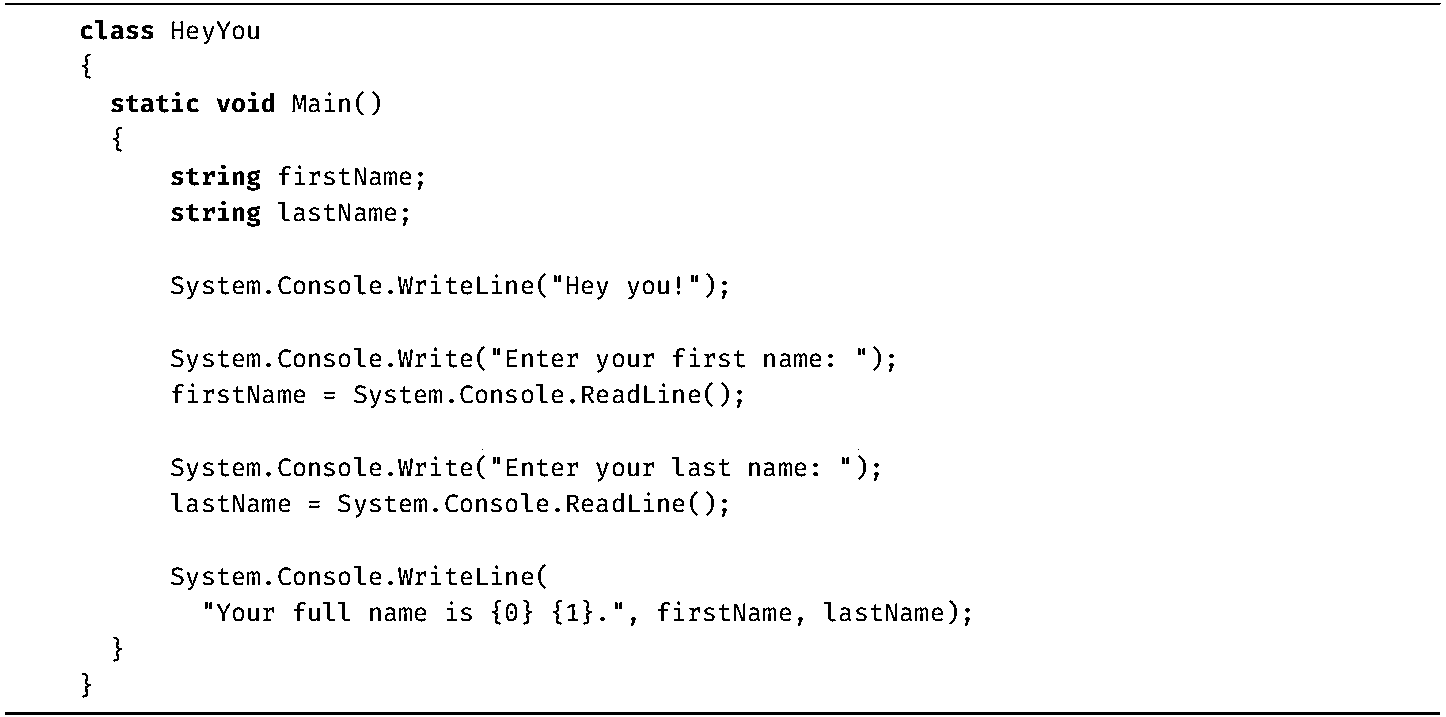 class HeyYou
{
  static void Main()
  {
      string firstName;
      string lastName;

      System.Console.WriteLine("Hey you!");

      System.Console.Write("Enter your first name: ");
      firstName = System.Console.ReadLine();

      System.Console.Write("Enter your last name: ");
      lastName = System.Console.ReadLine();

      System.Console.WriteLine(
        "Your full name is {0} {1}.", firstName, lastName);
  }
}